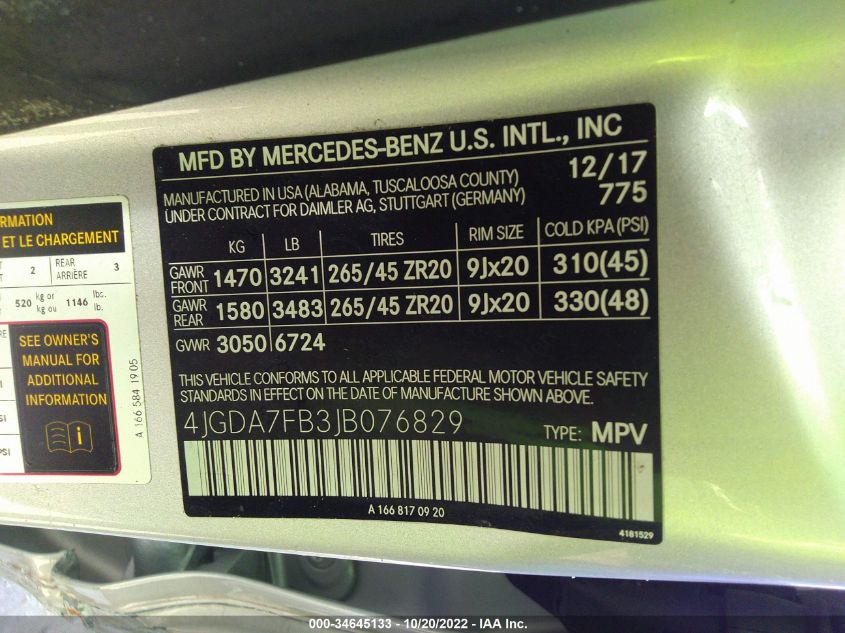 MFD BY MERCEDES-BENZ U.S. INTL., INC
MANUFACTURED IN USA (ALABAMA, TUSCALOOSA COUNTY) 12/17
UNDER CONTRACT FOR DAIMLER AG, STUTTGART (GERMANY) 775
KG LB TIRES RIM SIZE COLD KPA (PSI)
GAWR FRONT 1470 3241 265/45 ZR20 9Jx20 310(45)
GAWR REAR 1580 3483 265/45 ZR20 9Jx20 330(48)
GVWR 3050 6724
THIS VEHICLE CONFORMS TO ALL APPLICABLE FEDERAL MOTOR VEHICLE SAFETY
STANDARDS IN EFFECT ON THE DATE OF MANUFACTURE SHOWN ABOVE.
4JGDA7FB3JB076829 TYPE: MPV
A 166 817 09 20
4181529
ET LE CHARGEMENT
2 REAR ARRIÈRE 3
520 kg or kg ou 1146 lbs. lb.
SEE OWNER'S
MANUAL FOR
ADDITIONAL
INFORMATION
A 166 584 19 05
000-34645133 - 10/20/2022 - IAA Inc.